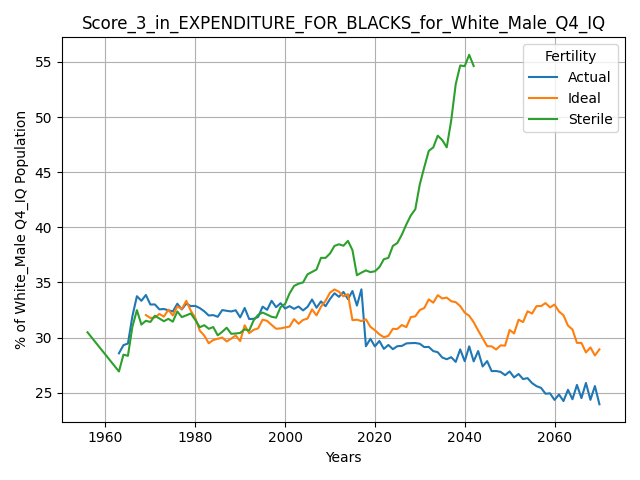 Score_3_in_EXPENDITURE_FOR_BLACKS_for_White_Male_Q4_IQ
% of White_Male Q4_IQ Population
55
50
45
40
35
30
25
Fertility
Actual
Ideal
Sterile
1960 1980 2000 2020 2040 2060
Years